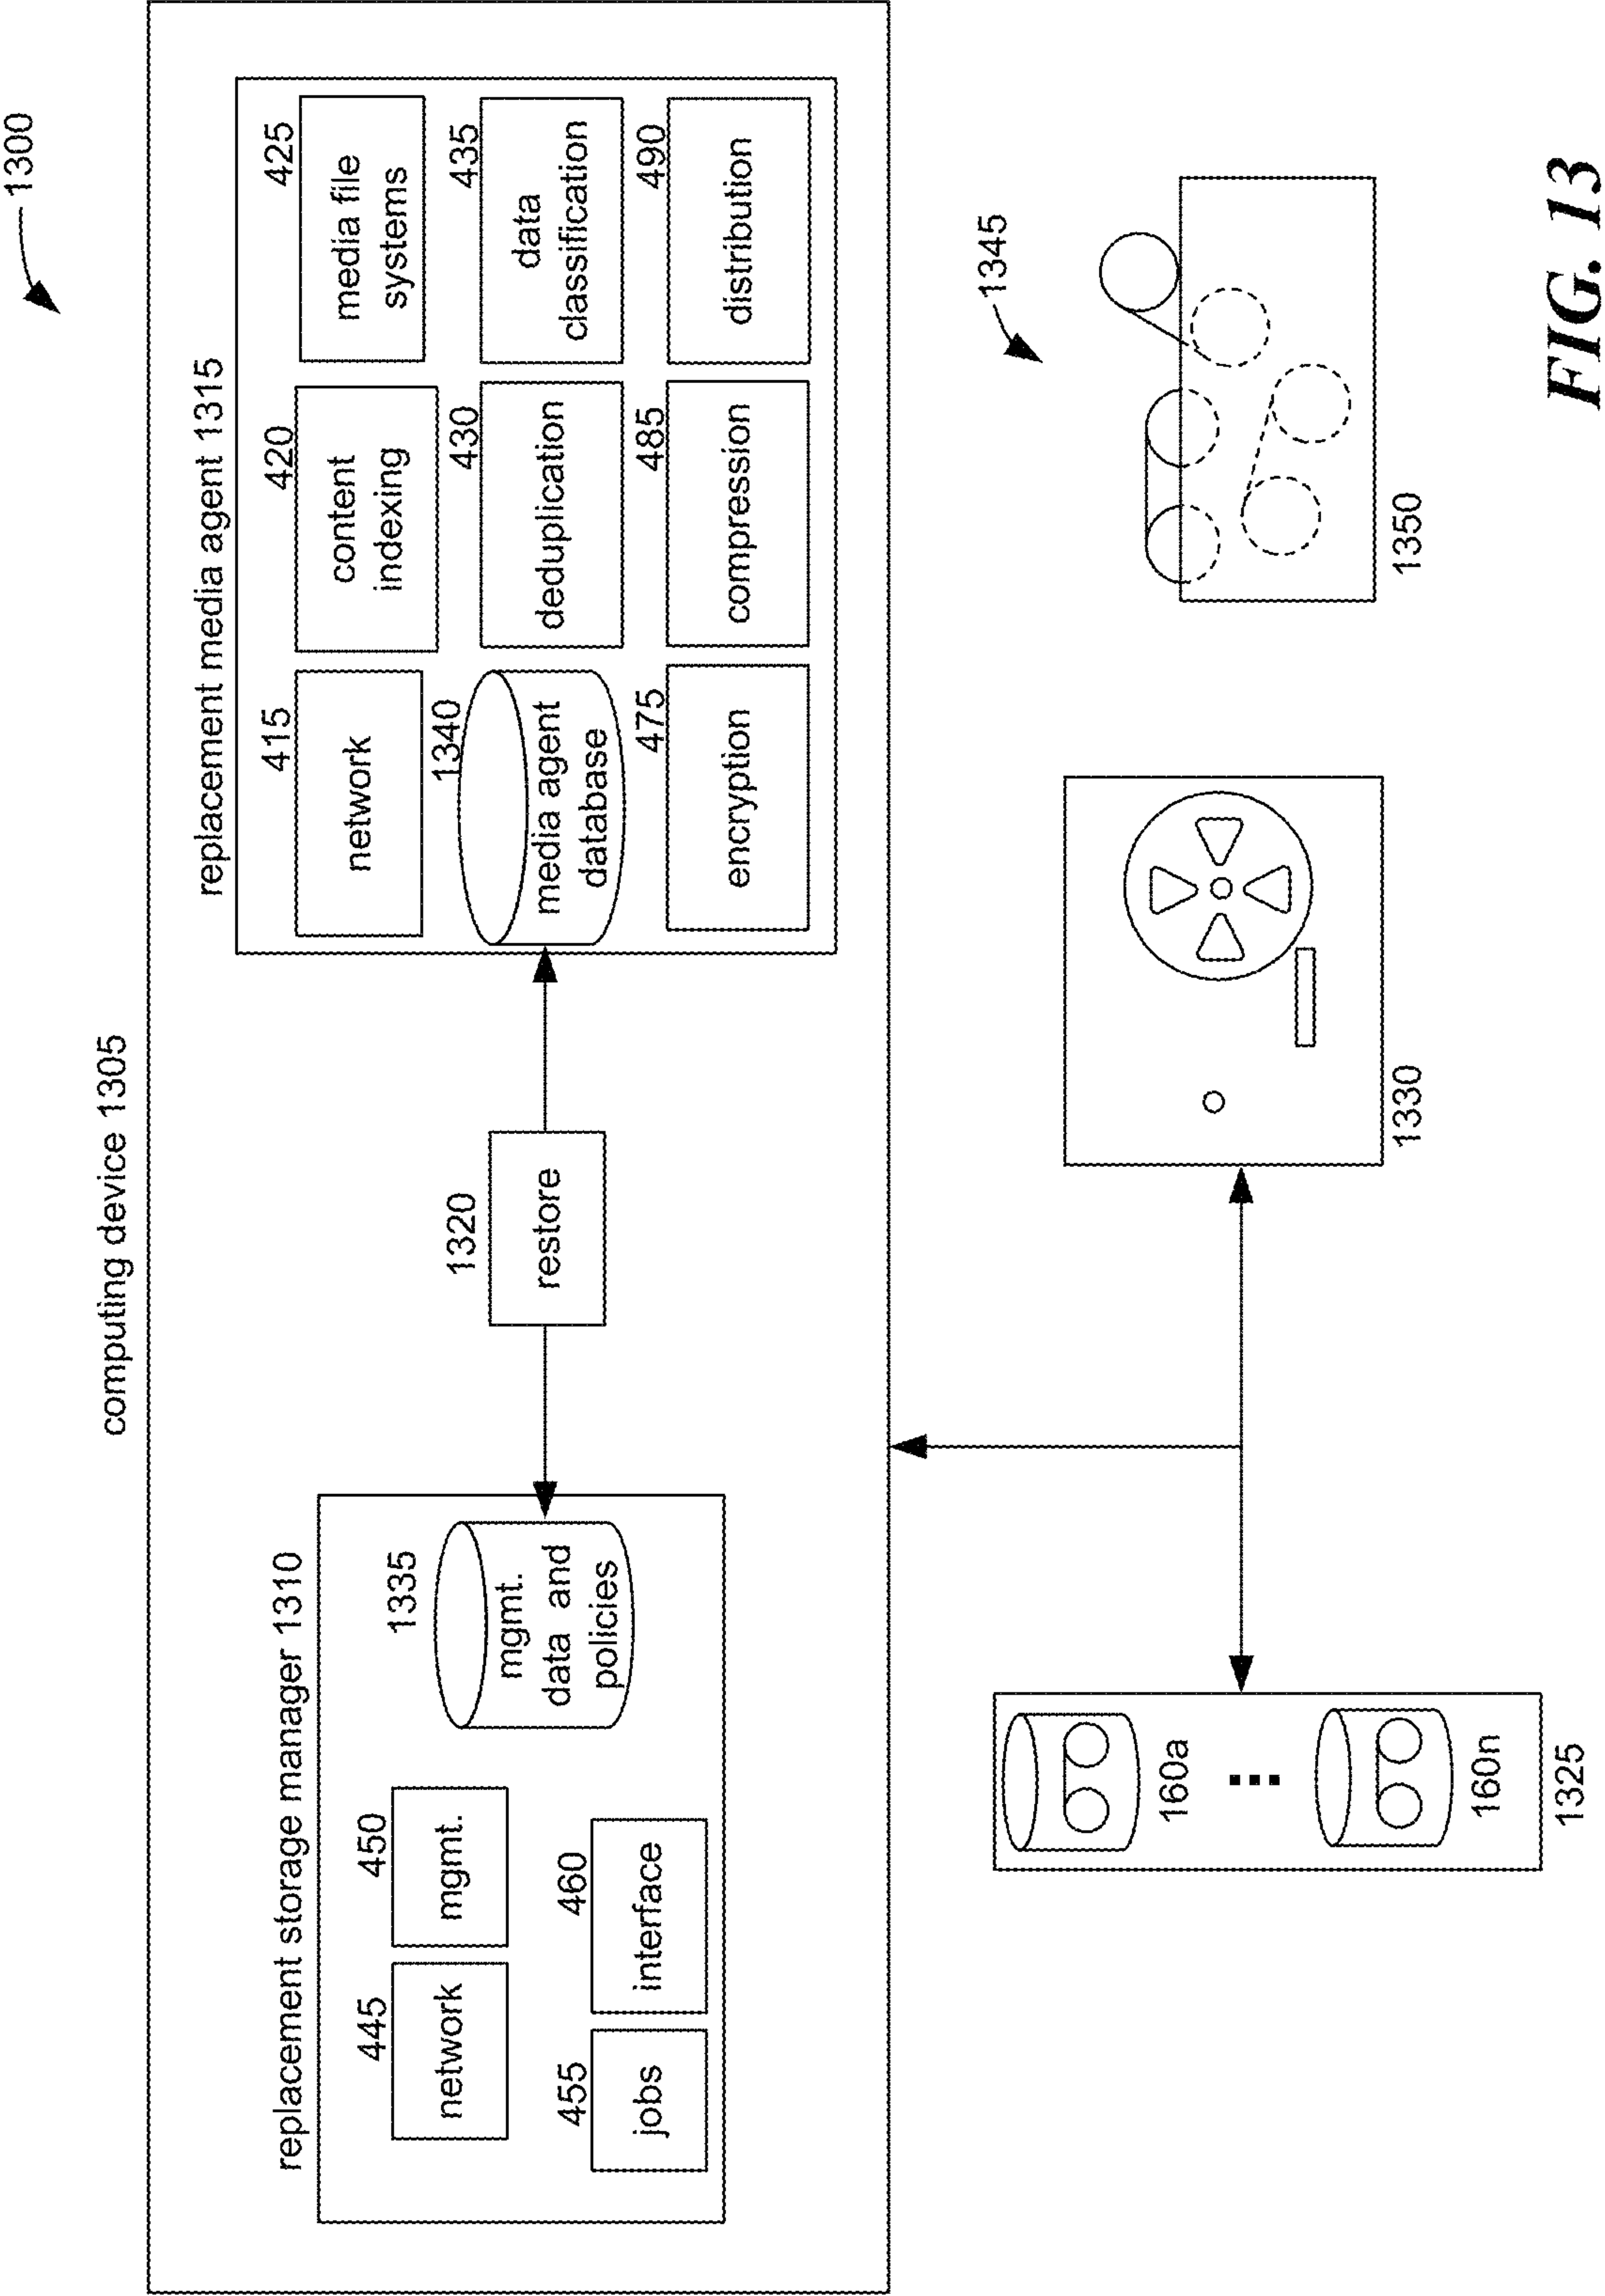 1300
computing device 1305
replacement storage manager 1310
445
network
450
mgmt.
455
jobs
460
interface
1335
mgmt.
data and
policies
1320
restore
replacement media agent 1315
415
network
420
content
indexing
425
media file
systems
1340
media agent
database
430
deduplication
435
data
classification
475
encryption
485
compression
490
distribution
160a
160n
1325
1330
1345
1350
FIG. 13